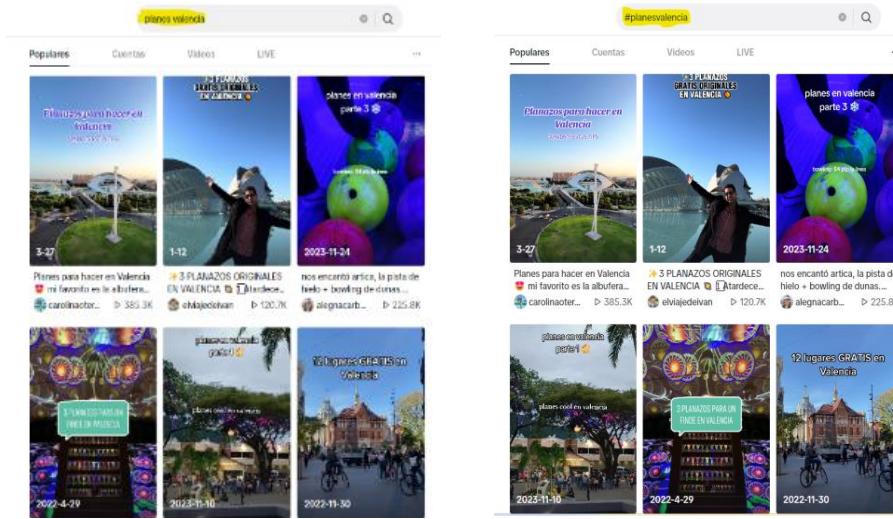 planes valencia
Populares Cuentas Videos LIVE
Planazos para hacer en
Valencia
3-27
3 PLANAZOS
GRATIS ORIGINALES
EN VALENCIA
1-12
planes en valencia
parte 3 ❄
2023-11-24
Planes para hacer en Valencia
😍 mi favorito es la albufera...
carolinaoter... 385.3K
✨3 PLANAZOS ORIGINALES
EN VALENCIA Atardece...
elviajedeivan 120.7K
nos encantó artica, la pista de
hielo + bowling de dunas...
alegnacarb... 225.8K
3 PLANAZOS PARA UN
FINDE EN VALENCIA
2022-4-29
planes en valencia
parte 1
planes cool en valencia
2023-11-10
12 lugares GRATIS en
Valencia
2022-11-30
#planesvalencia
Populares Cuentas Videos LIVE
Planazos para hacer en
Valencia
3-27
3 PLANAZOS
GRATIS ORIGINALES
EN VALENCIA
1-12
planes en valencia
parte 3 ❄
2023-11-24
Planes para hacer en Valencia
😍 mi favorito es la albufera...
carolinaoter... 385.3K
✨3 PLANAZOS ORIGINALES
EN VALENCIA Atardece...
elviajedeivan 120.7K
nos encantó artica, la pista de
hielo + bowling de dunas...
alegnacarb... 225.8
planes en valencia
parte 1
planes cool en valencia
2023-11-10
3 PLANAZOS PARA UN
FINDE EN VALENCIA
2022-4-29
12 lugares GRATIS en
Valencia
2022-11-30